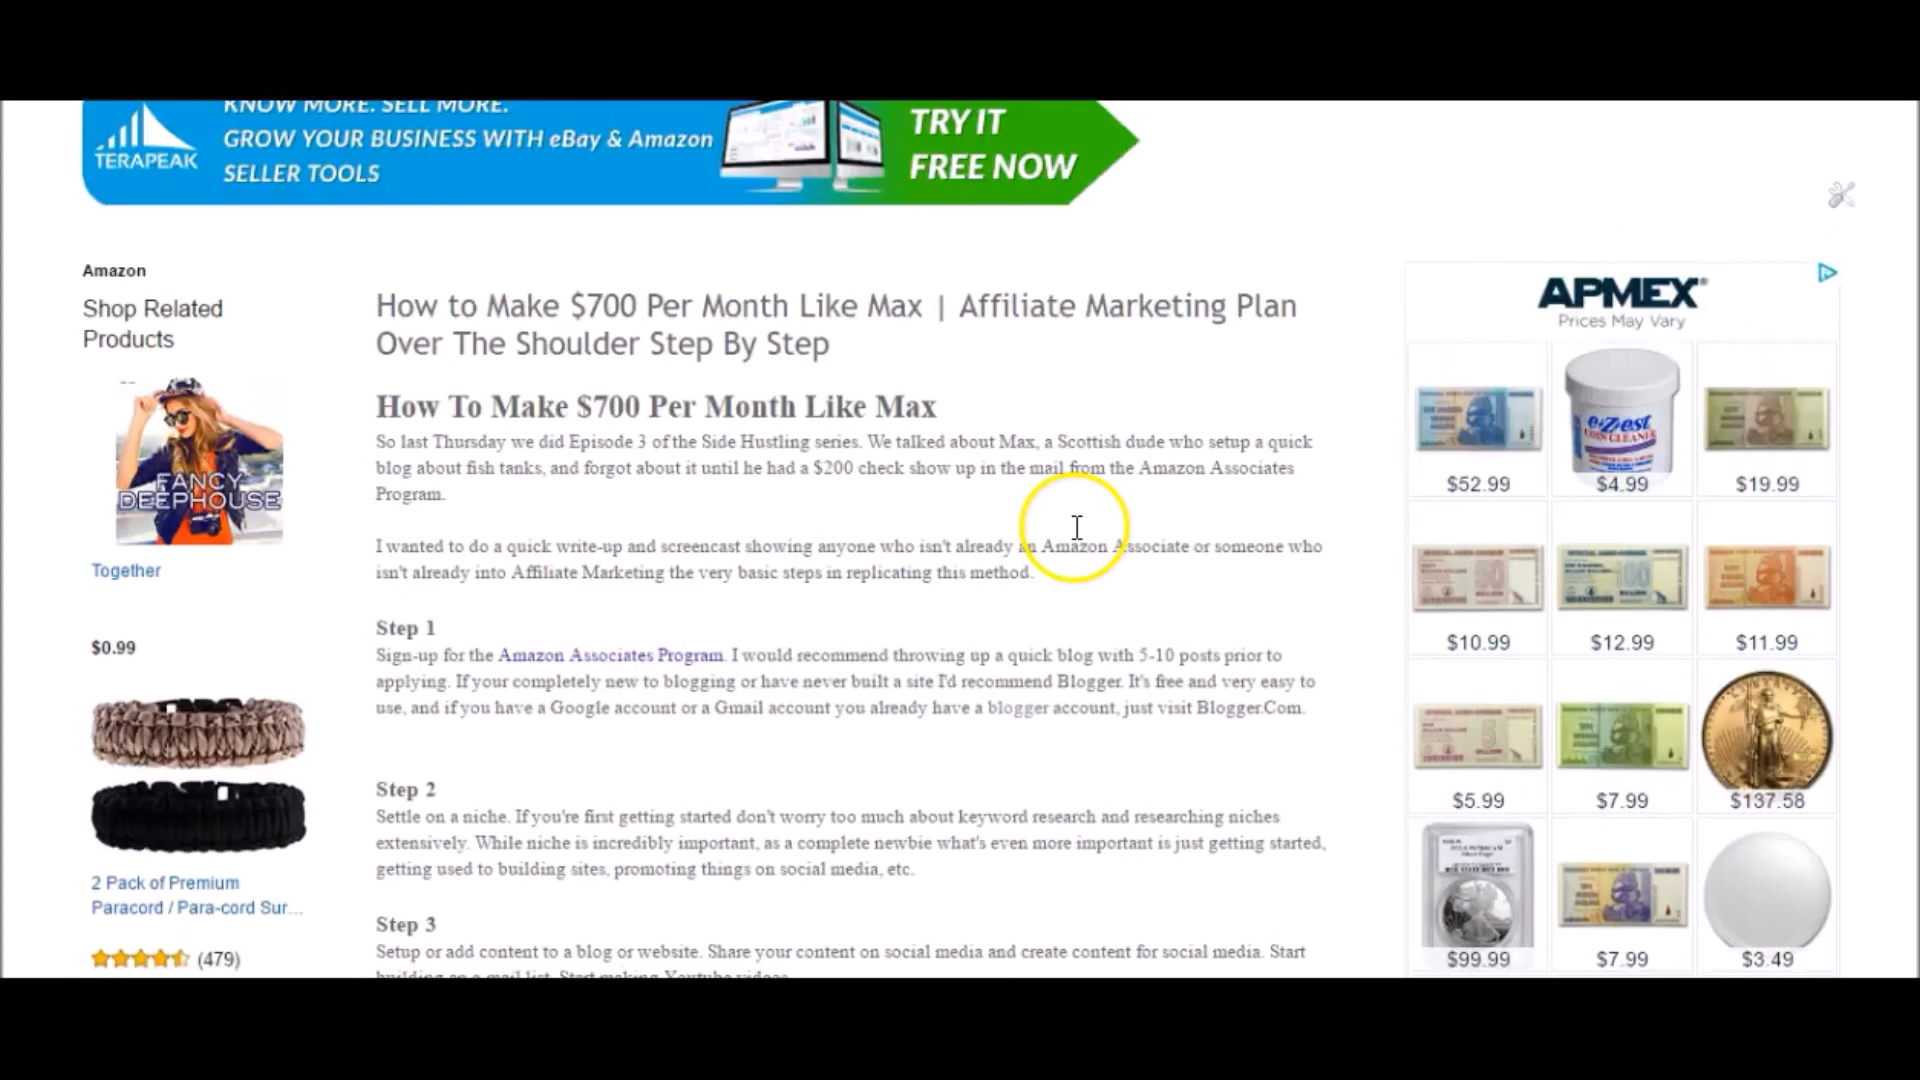 KNOW MORE. SELL MORE.
GROW YOUR BUSINESS WITH eBay & Amazon
SELLER TOOLS
TERAPEAK
TRY IT
FREE NOW
Amazon
Shop Related
Products
FANCY
DEEPHOUSE
Together
$0.99
2 Pack of Premium
Paracord / Para-cord Sur...
(479)
How to Make $700 Per Month Like Max | Affiliate Marketing Plan
Over The Shoulder Step By Step
How To Make $700 Per Month Like Max
So last Thursday we did Episode 3 of the Side Hustling series. We talked about Max, a Scottish dude who setup a quick
blog about fish tanks, and forgot about it until he had a $200 check show up in the mail from the Amazon Associates
Program.
I wanted to do a quick write-up and screencast showing anyone who isn't already an Amazon Associate or someone who
isn't already into Affiliate Marketing the very basic steps in replicating this method.
Step 1
Sign-up for the Amazon Associates Program. I would recommend throwing up a quick blog with 5-10 posts prior to
applying. If your completely new to blogging or have never built a site I'd recommend Blogger. It's free and very easy to
use, and if you have a Google account or a Gmail account you already have a blogger account, just visit Blogger.Com.
Step 2
Settle on a niche. If you're first getting started don't worry too much about keyword research and researching niches
extensively. While niche is incredibly important, as a complete newbie what's even more important is just getting started,
getting used to building sites, promoting things on social media, etc.
Step 3
Setup or add content to a blog or website. Share your content on social media and create content for social media. Start
building an e-mail list. Start making Youtube videos.
APMEX
Prices May Vary
e-Z-est
COIN CLEANER
$52.99
$4.99
$19.99
$10.99
$12.99
$11.99
$5.99
$7.99
$137.58
$99.99
$7.99
$3.49